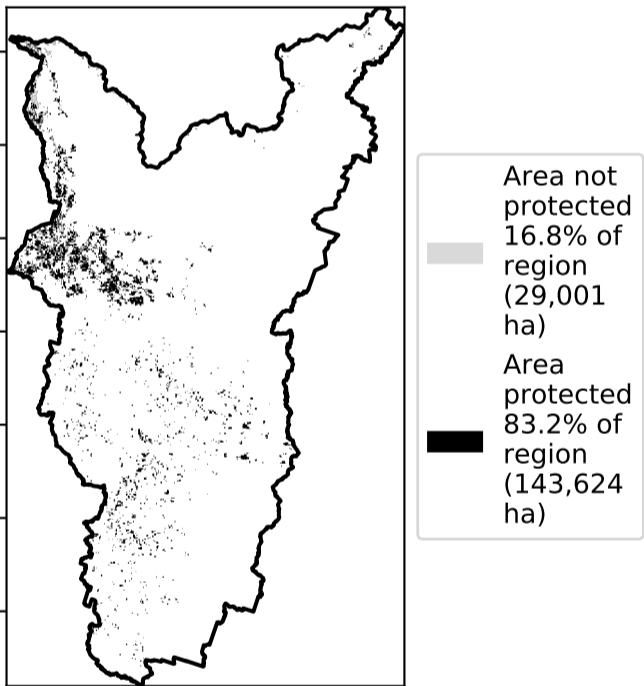 Area not
protected
16.8% of
region
(29,001
ha)
Area
protected
83.2% of
region
(143,624
ha)